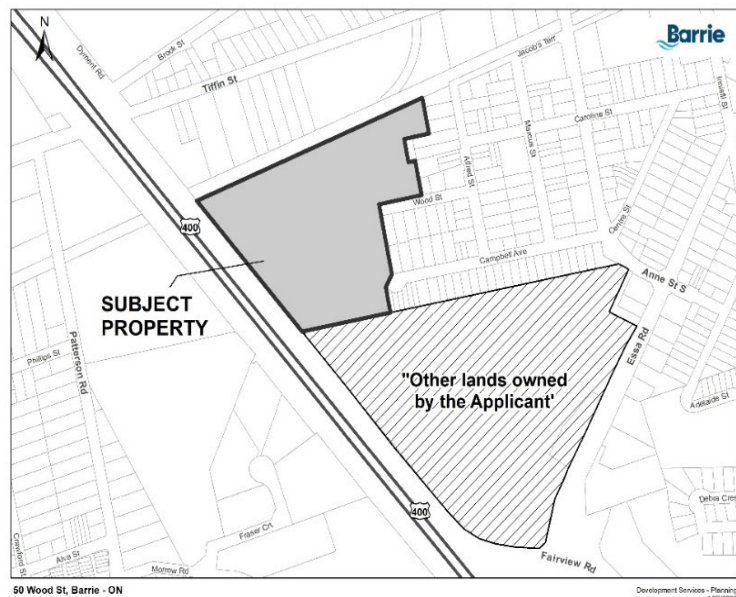 N
Barrie
Dyment Rd
Brock St
Tiffin St
Jacob's Terr
Innisfil St
Caroline St
Marcus St
Alfred St
Wood St
Centre St
Campbell Ave
Anne St S
400
SUBJECT
PROPERTY
Patterson Rd
Phillips St
Essa Rd
"Other lands owned
by the Applicant'
Adelaide St
Debra Cres
400
Fraser Crt
Crawford St
Alva St
Morrow Rd
Fairview Rd
50 Wood St, Barrie - ON
Development Services - Planning